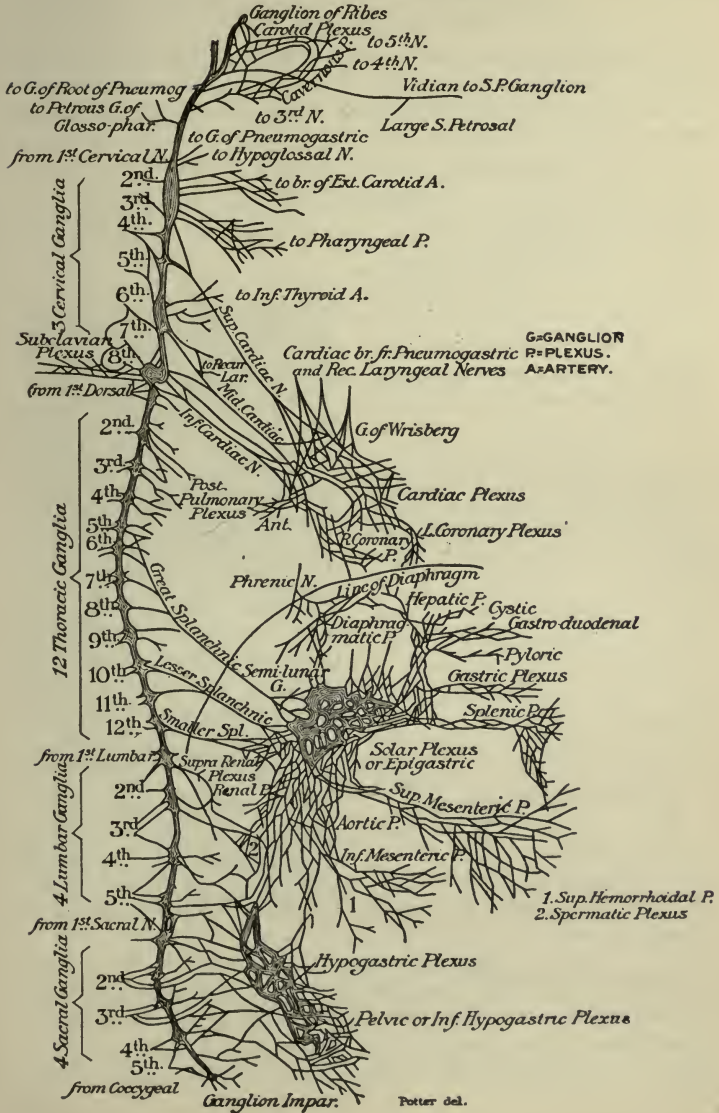 Ganglion of Ribes
Carotid Plexus
Cavernous P.
to 5th N.
to 4th N.
Vidian to S.P. Ganglion
Large S. Petrosal
to 3rd N.
to G. of Root of Pneumog
to Petrous G. of
Glosso-phar.
to G. of Pneumogastric
to Hypoglossal N.
from 1st Cervical N.
2nd.
3rd
4th
5th
6th
7th
8th
3 Cervical Ganglia
to br. of Ext. Carotid A.
to Pharyngeal P.
to Inf. Thyroid A.
Subclavian
Plexus
from 1st Dorsal
to Recur
Lar.
Sup. Cardiac N.
Mid. Cardiac
Inf. Cardiac N.
Cardiac br. fr. Pneumogastric
and Rec. Laryngeal Nerves
G=GANGLION
P=PLEXUS.
A=ARTERY.
G. of Wrisberg
Cardiac Plexus
Post.
Pulmonary
Plexus
Ant.
R. Coronary
P.
L. Coronary Plexus
12 Thoracic Ganglia
2nd
3rd
4th
5th
6th
7th
8th
9th
10th
11th
12th
Great Splanchnic
Lesser Splanchnic
Smaller Spl.
Phrenic N.
Line of Diaphragm
Diaphrag-
matic P.
Semi-lunar
G.
Hepatic P.
Cystic
Gastro-duodenal
Pyloric
Gastric Plexus
Splenic P.
Solar Plexus
or Epigastric
from 1st Lumbar
Supra Renal
Plexus
Renal P.
4 Lumbar Ganglia
2nd
3rd
4th
5th
Sup. Mesenteric P.
Aortic P.
Inf. Mesenteric P.
2
1
1. Sup. Hemorrhoidal P.
2. Spermatic Plexus
from 1st Sacral N.
4 Sacral Ganglia
2nd
3rd
4th
5th
from Coccygeal
Hypogastric Plexus
Pelvic or Inf. Hypogastric Plexus
Ganglion Impar.
Potter del.